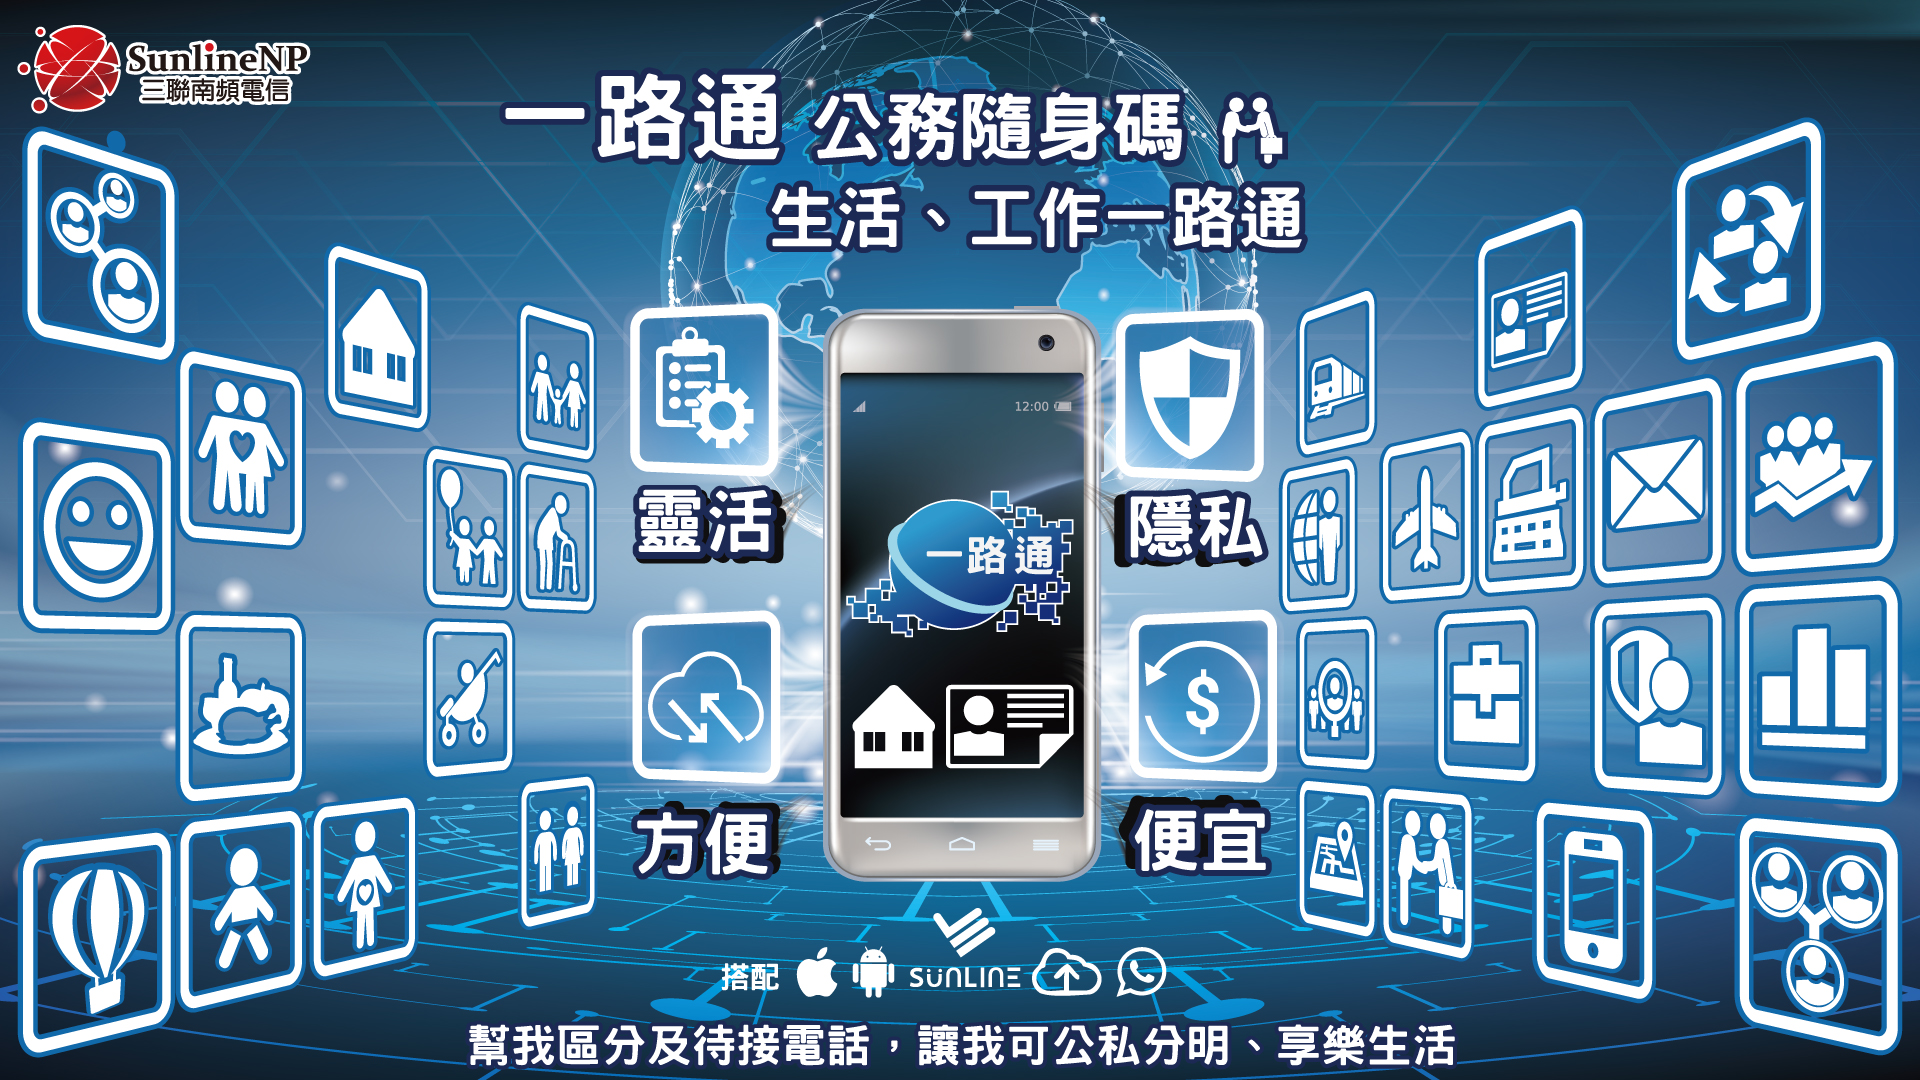 SunlineNP
三聯南頻電信
一路通 公務隨身碼
生活、工作一路通
靈活
隱私
12:00
一路通
$
方便
便宜
搭配
SÜNLINE
幫我區分及待接電話,讓我可公私分明、享樂生活